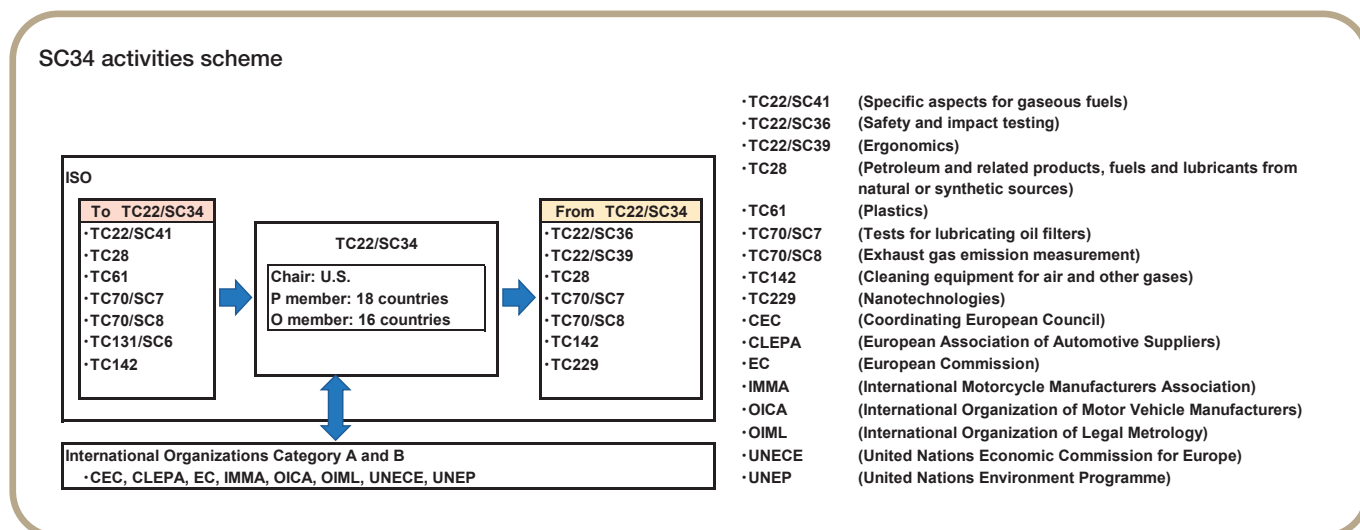 SC34 activities scheme
ISO
To TC22/SC34
・TC22/SC41
・TC28
・TC61
・TC70/SC7
・TC70/SC8
・TC131/SC6
・TC142
TC22/SC34
Chair: U.S.
P member: 18 countries
O member: 16 countries
From TC22/SC34
・TC22/SC36
・TC22/SC39
・TC28
・TC70/SC7
・TC70/SC8
・TC142
・TC229
International Organizations Category A and B
・CEC, CLEPA, EC, IMMA, OICA, OIML, UNECE, UNEP
・TC22/SC41 (Specific aspects for gaseous fuels)
・TC22/SC36 (Safety and impact testing)
・TC22/SC39 (Ergonomics)
・TC28 (Petroleum and related products, fuels and lubricants from
natural or synthetic sources)
・TC61 (Plastics)
・TC70/SC7 (Tests for lubricating oil filters)
・TC70/SC8 (Exhaust gas emission measurement)
・TC142 (Cleaning equipment for air and other gases)
・TC229 (Nanotechnologies)
・CEC (Coordinating European Council)
・CLEPA (European Association of Automotive Suppliers)
・EC (European Commission)
・IMMA (International Motorcycle Manufacturers Association)
・OICA (International Organization of Motor Vehicle Manufacturers)
・OIML (International Organization of Legal Metrology)
・UNECE (United Nations Economic Commission for Europe)
・UNEP (United Nations Environment Programme)